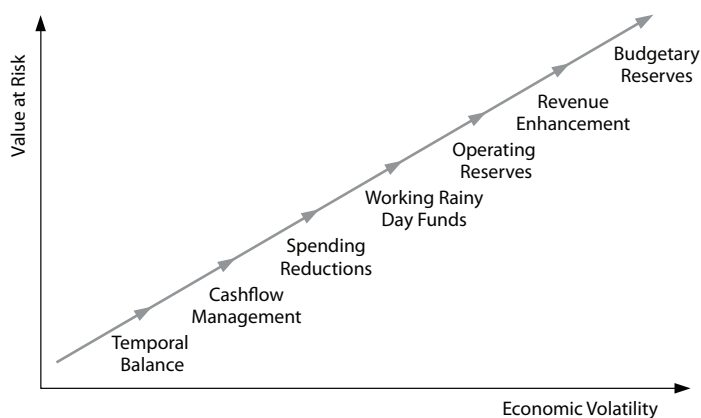 Value at Risk
Budgetary
Reserves
Revenue
Enhancement
Operating
Reserves
Working Rainy
Day Funds
Spending
Reductions
Cashflow
Management
Temporal
Balance
Economic Volatility